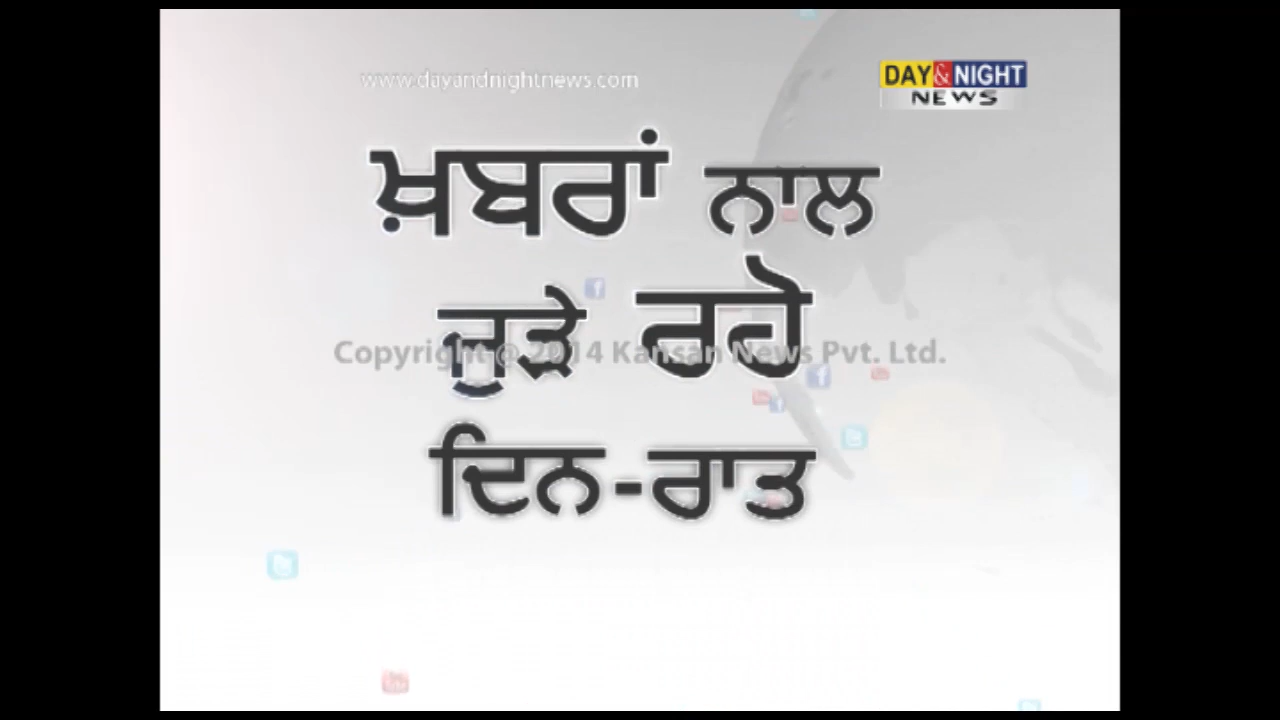 www.dayandnightnews.com
DAY&NIGHT
NEWS
ਖ਼ਬਰਾਂ ਨਾਲ
ਜੁੜੇ ਰਹੋ
Copyright @ 2014 Kansan News Pvt. Ltd.
ਦਿਨ-ਰਾਤ